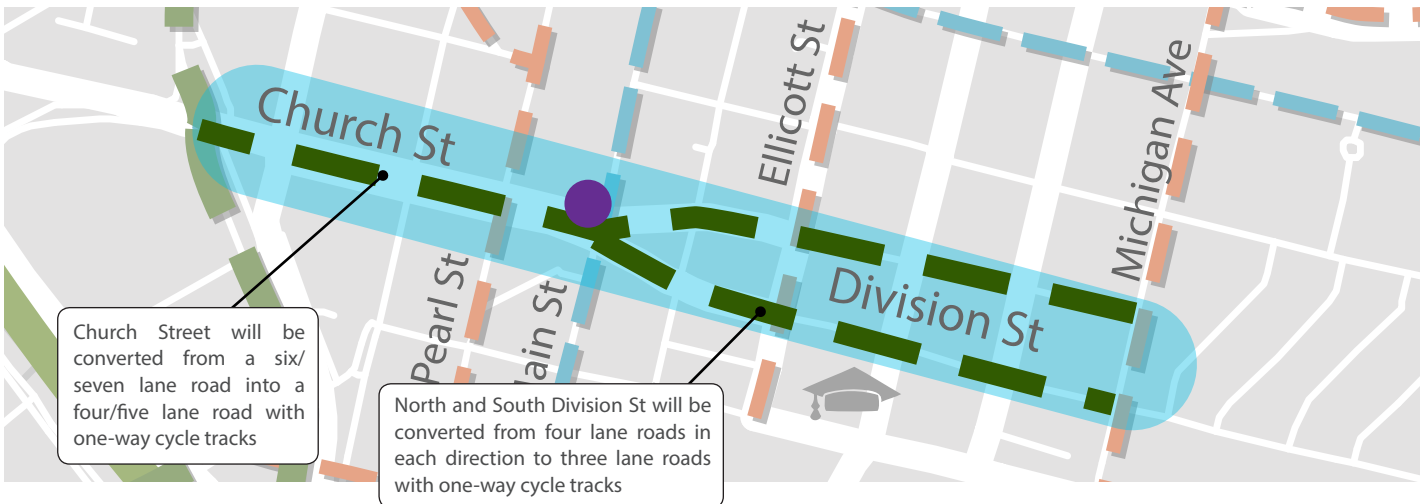 Church St
Ellicott St
Michigan Ave
Pearl St
Division St
Church Street will be
converted from a six/
seven lane road into a
four/five lane road with
one-way cycle tracks
North and South Division St will be
converted from four lane roads in
each direction to three lane roads
with one-way cycle tracks